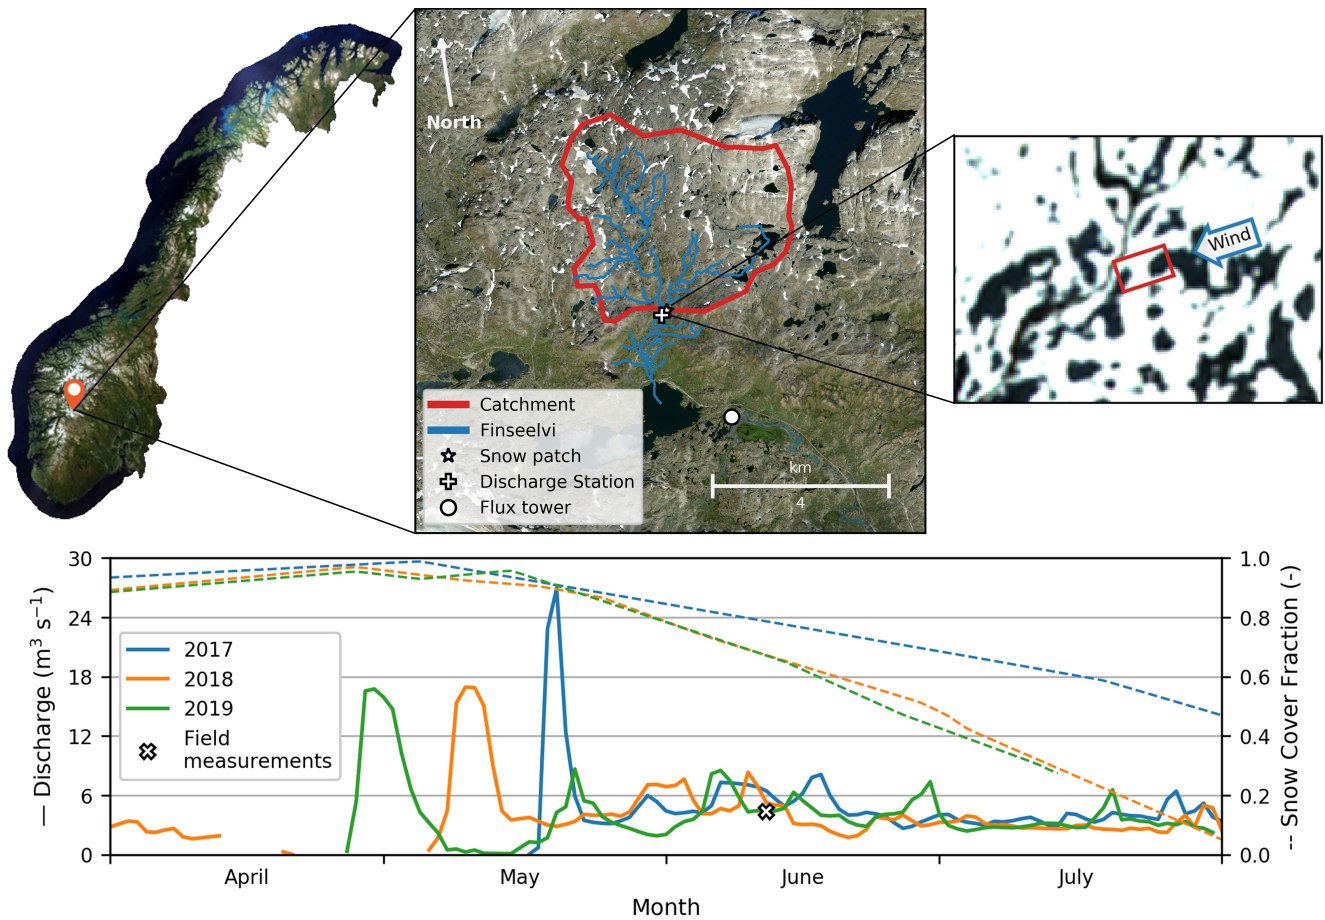 North
Catchment
Finseelvi
Snow patch
Discharge Station
Flux tower
km
4
Wind
30
24
18
12
6
0
— Discharge (m³ s⁻¹)
2017
2018
2019
Field
measurements
1.0
0.8
0.6
0.4
0.2
0.0
-- Snow Cover Fraction (-)
April
May
June
July
Month